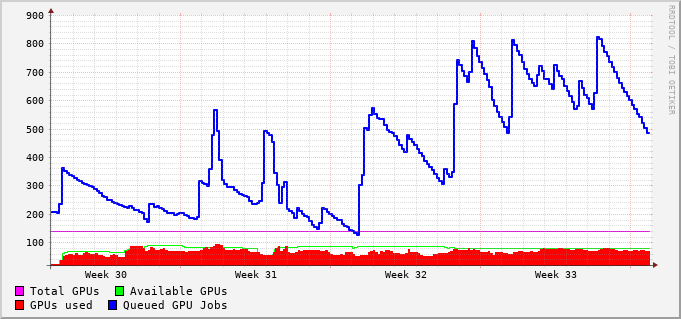 900
800
700
600
500
400
300
200
100
Week 30 Week 31 Week 32 Week 33
Total GPUs Available GPUs
GPUs used Queued GPU Jobs
RRDTOOL / TOBI OETIKER